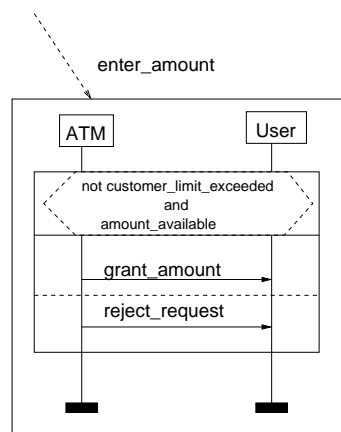 enter_amount
ATM
User
not customer_limit_exceeded
and
amount_available
grant_amount
reject_request